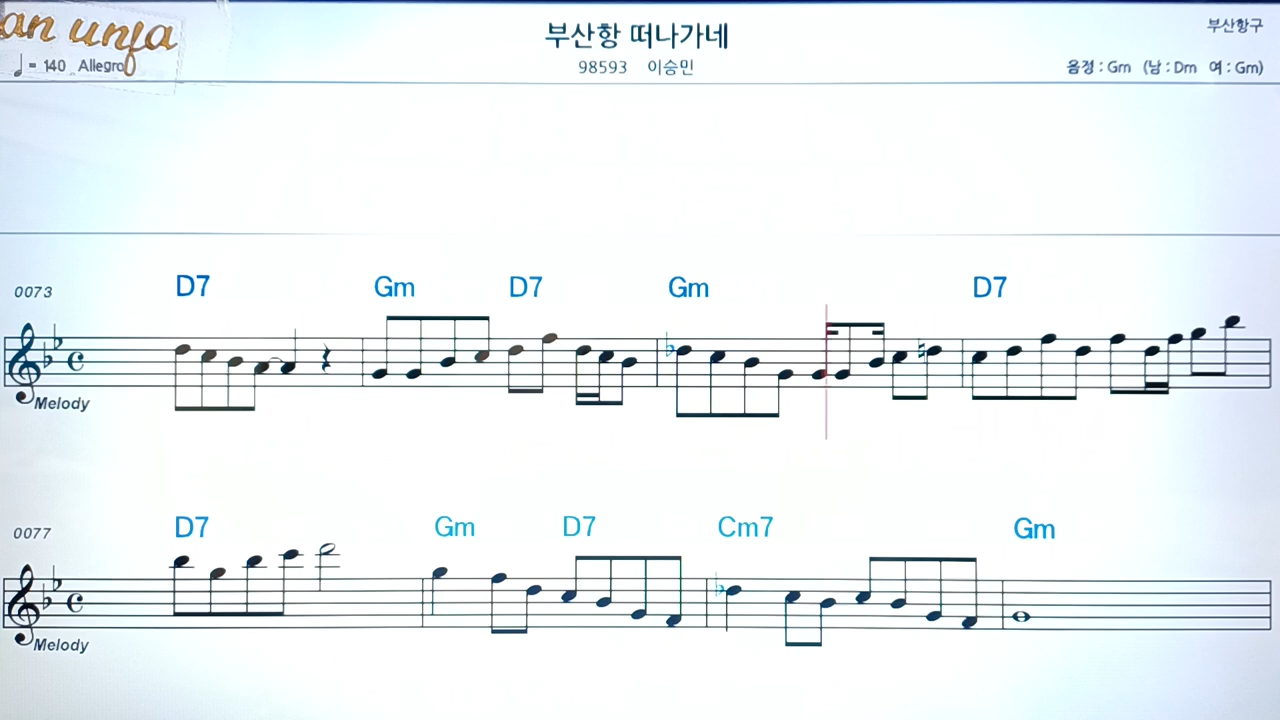 an unfa
부산항 떠나가네
부산항구
♩ = 140 Allegro
98593 이승민
음정 : Gm (남 : Dm 여 : Gm)
D7 Gm D7 Gm D7
0073
Melody
D7 Gm D7 Cm7 Gm
0077
Melody